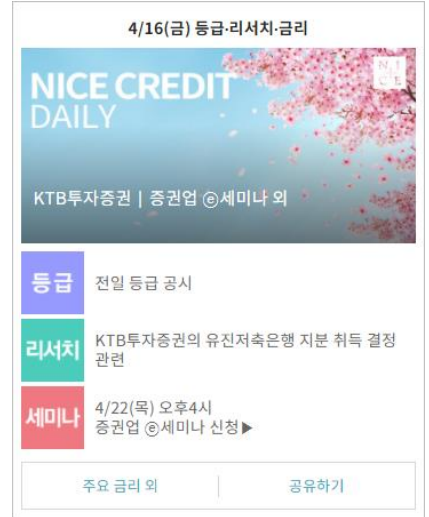 4/16(금) 등급·리서치·금리
NICE CREDIT
DAILY
N I
C E
KTB투자증권 | 증권업 ⓔ세미나 외
등급
전일 등급 공시
리서치
KTB투자증권의 유진저축은행 지분 취득 결정
관련
세미나
4/22(목) 오후4시
증권업 ⓔ세미나 신청▶
주요 금리 외
공유하기